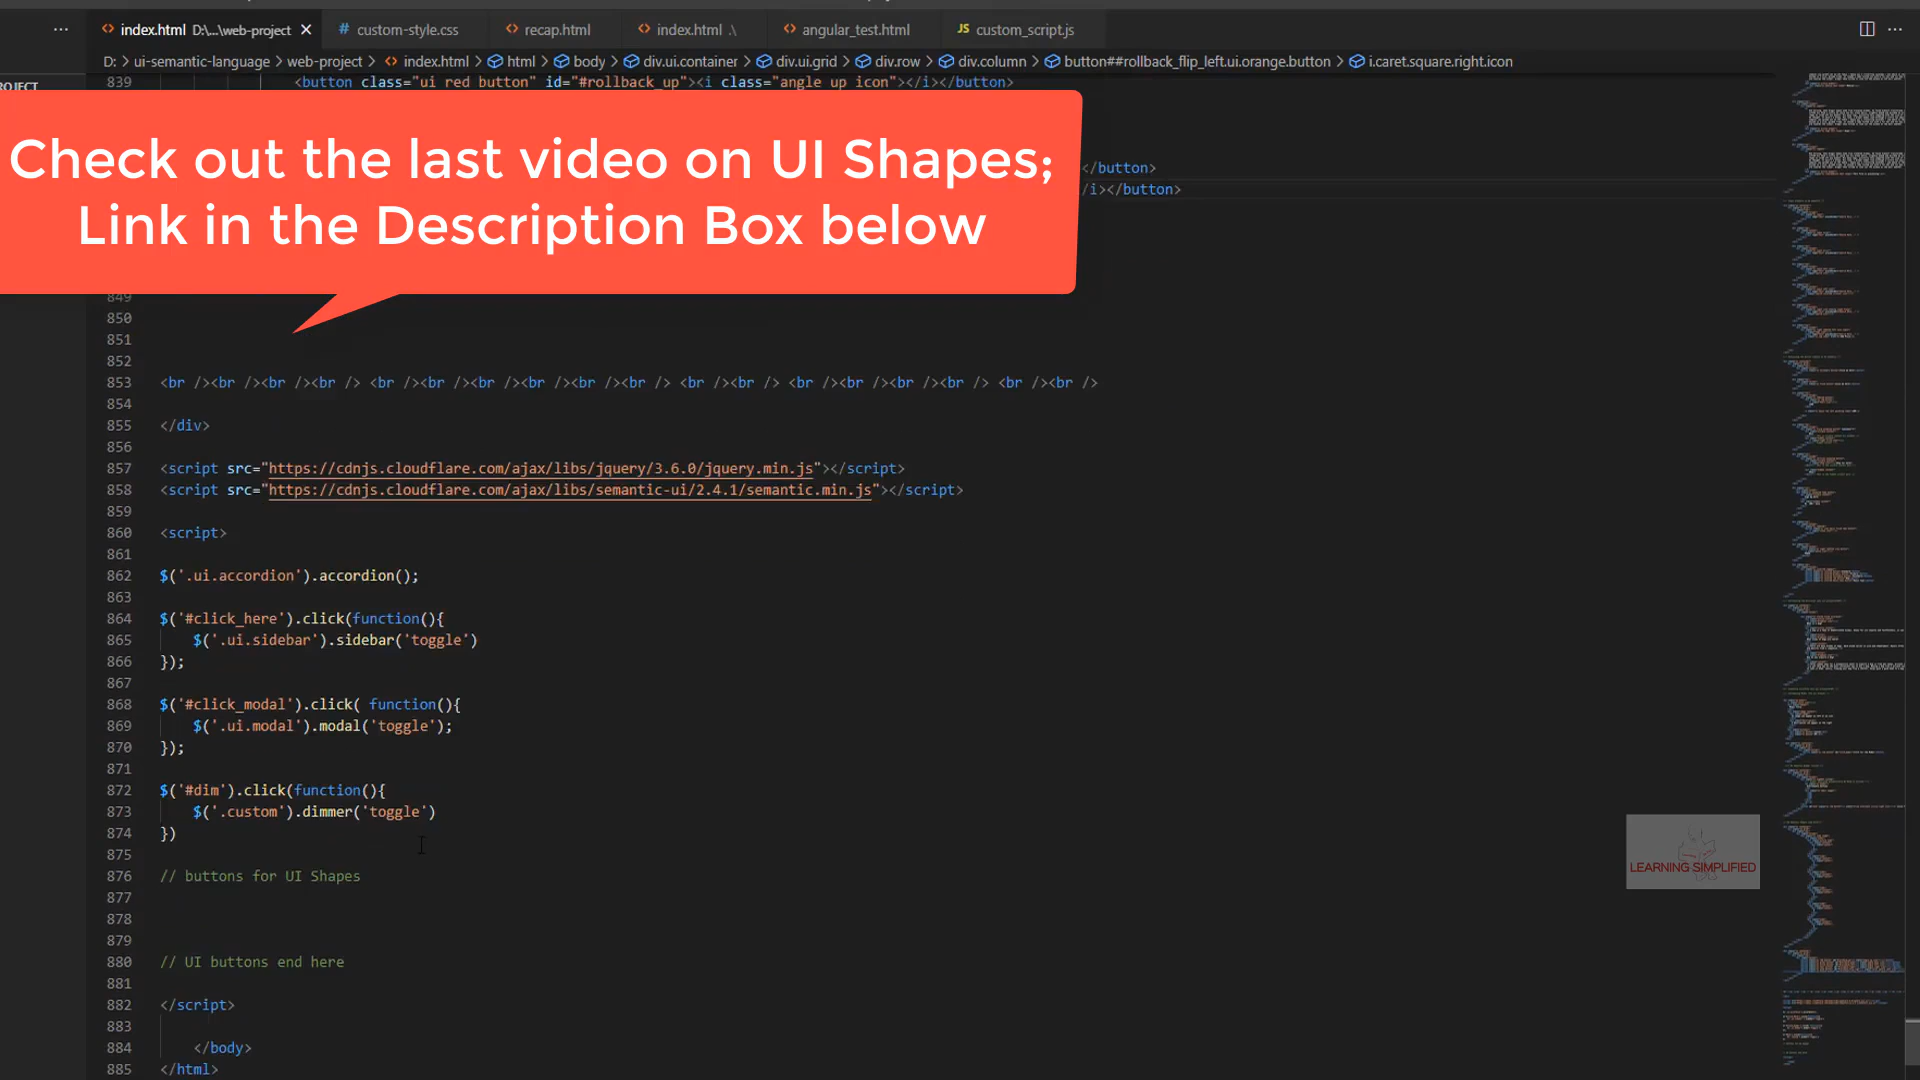 index.html D:\...\web-project
custom-style.css
recap.html
index.html .\
angular_test.html
JS custom_script.js
D: > ui-semantic-language > web-project > index.html > html > body > div.ui.container > div.ui.grid > div.row > div.column > button##rollback_flip_left.ui.orange.button > i.caret.square.right.icon
839 <button class="ui red button" id="#rollback_up"><i class="angle up icon"></i></button>
Check out the last video on UI Shapes;
Link in the Description Box below
</button>
/i></button>
849
850
851
852
853 <br /><br /><br /><br /> <br /><br /><br /><br /><br /><br /> <br /><br /> <br /><br /><br /><br /> <br /><br />
854
855 </div>
856
857 <script src="https://cdnjs.cloudflare.com/ajax/libs/jquery/3.6.0/jquery.min.js"></script>
858 <script src="https://cdnjs.cloudflare.com/ajax/libs/semantic-ui/2.4.1/semantic.min.js"></script>
859
860 <script>
861
862 $('.ui.accordion').accordion();
863
864 $('#click_here').click(function(){
865 $('.ui.sidebar').sidebar('toggle')
866 });
867
868 $('#click_modal').click( function(){
869 $('.ui.modal').modal('toggle');
870 });
871
872 $('#dim').click(function(){
873 $('.custom').dimmer('toggle')
874 })
875
876 // buttons for UI Shapes
877
878
879
880 // UI buttons end here
881
882 </script>
883
884 </body>
885 </html>
LEARNING SIMPLIFIED